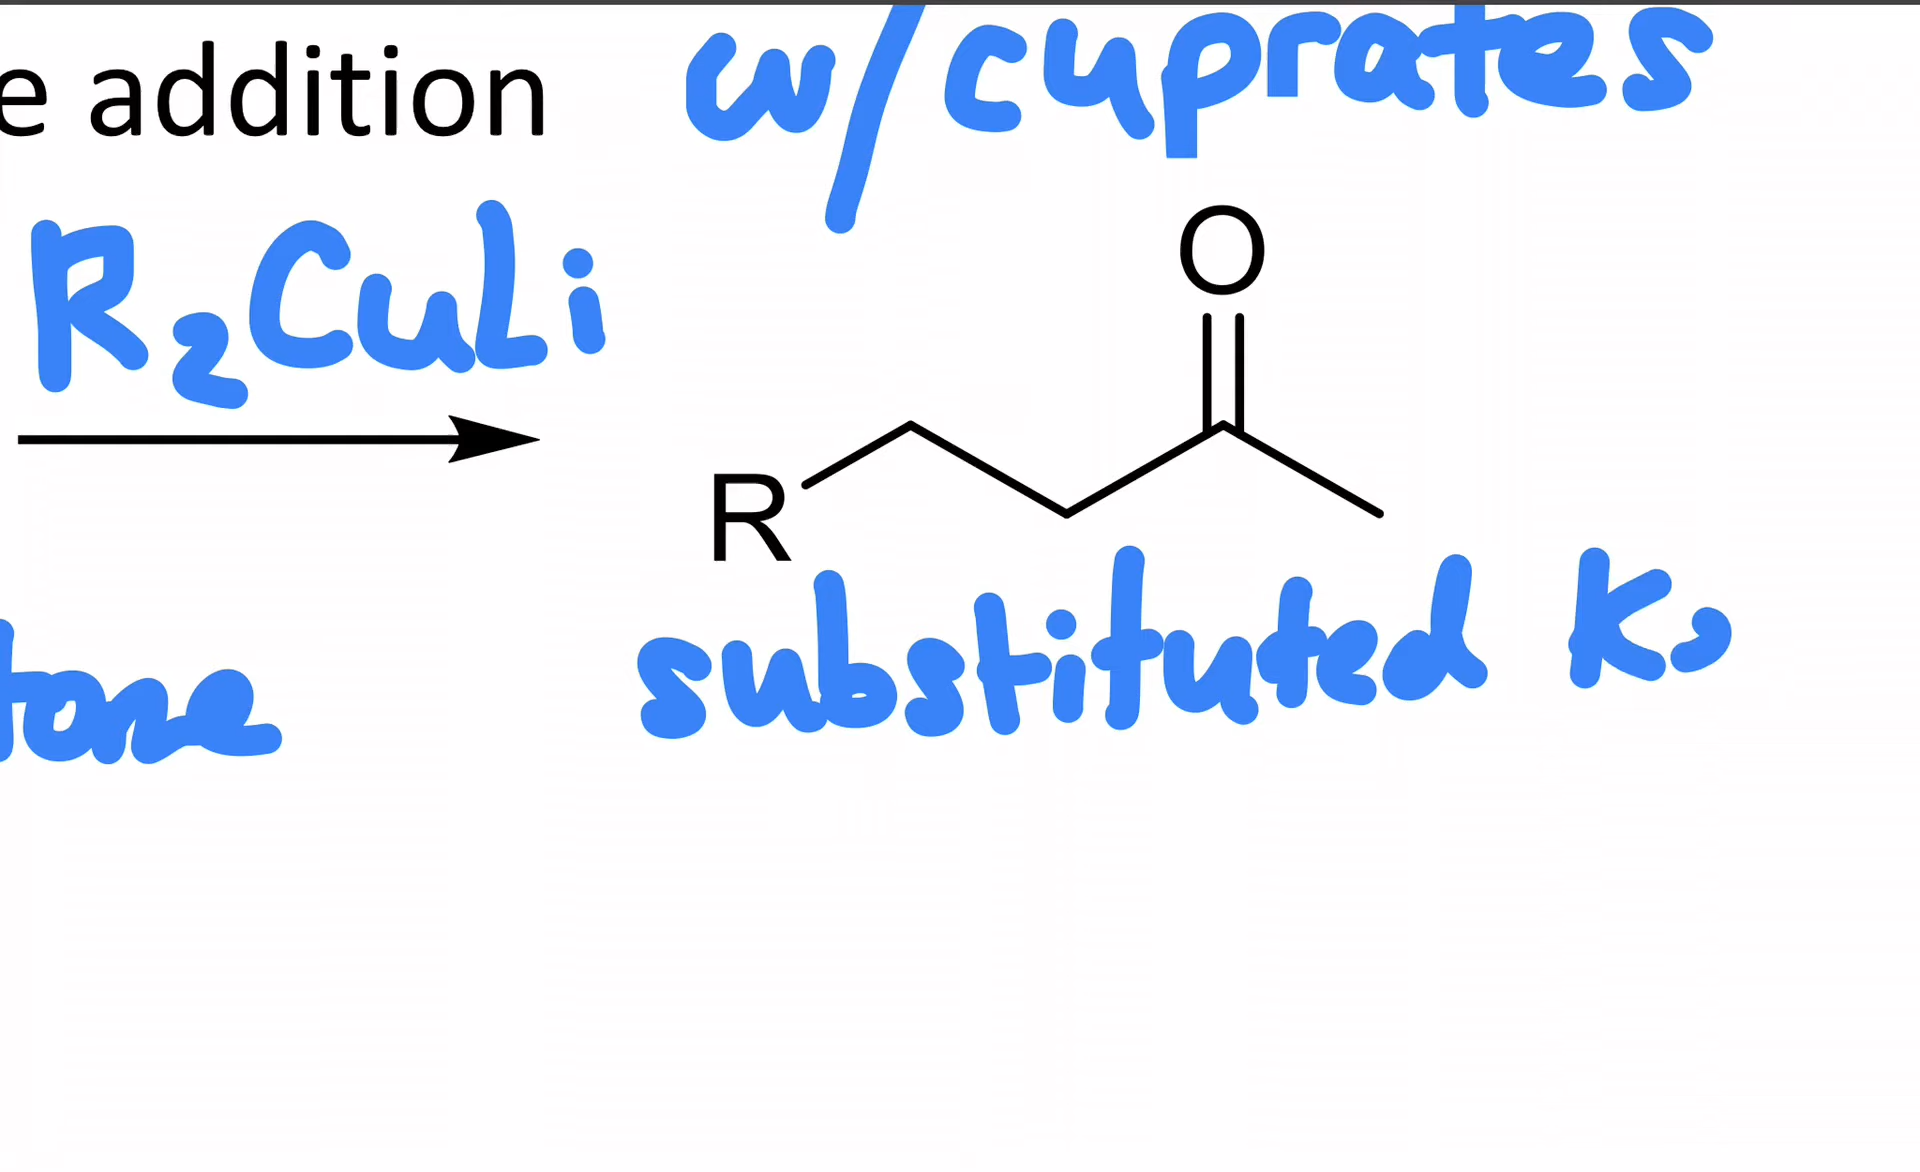 e addition w/cuprates
R2CuLi
O
R
tone substituted K,